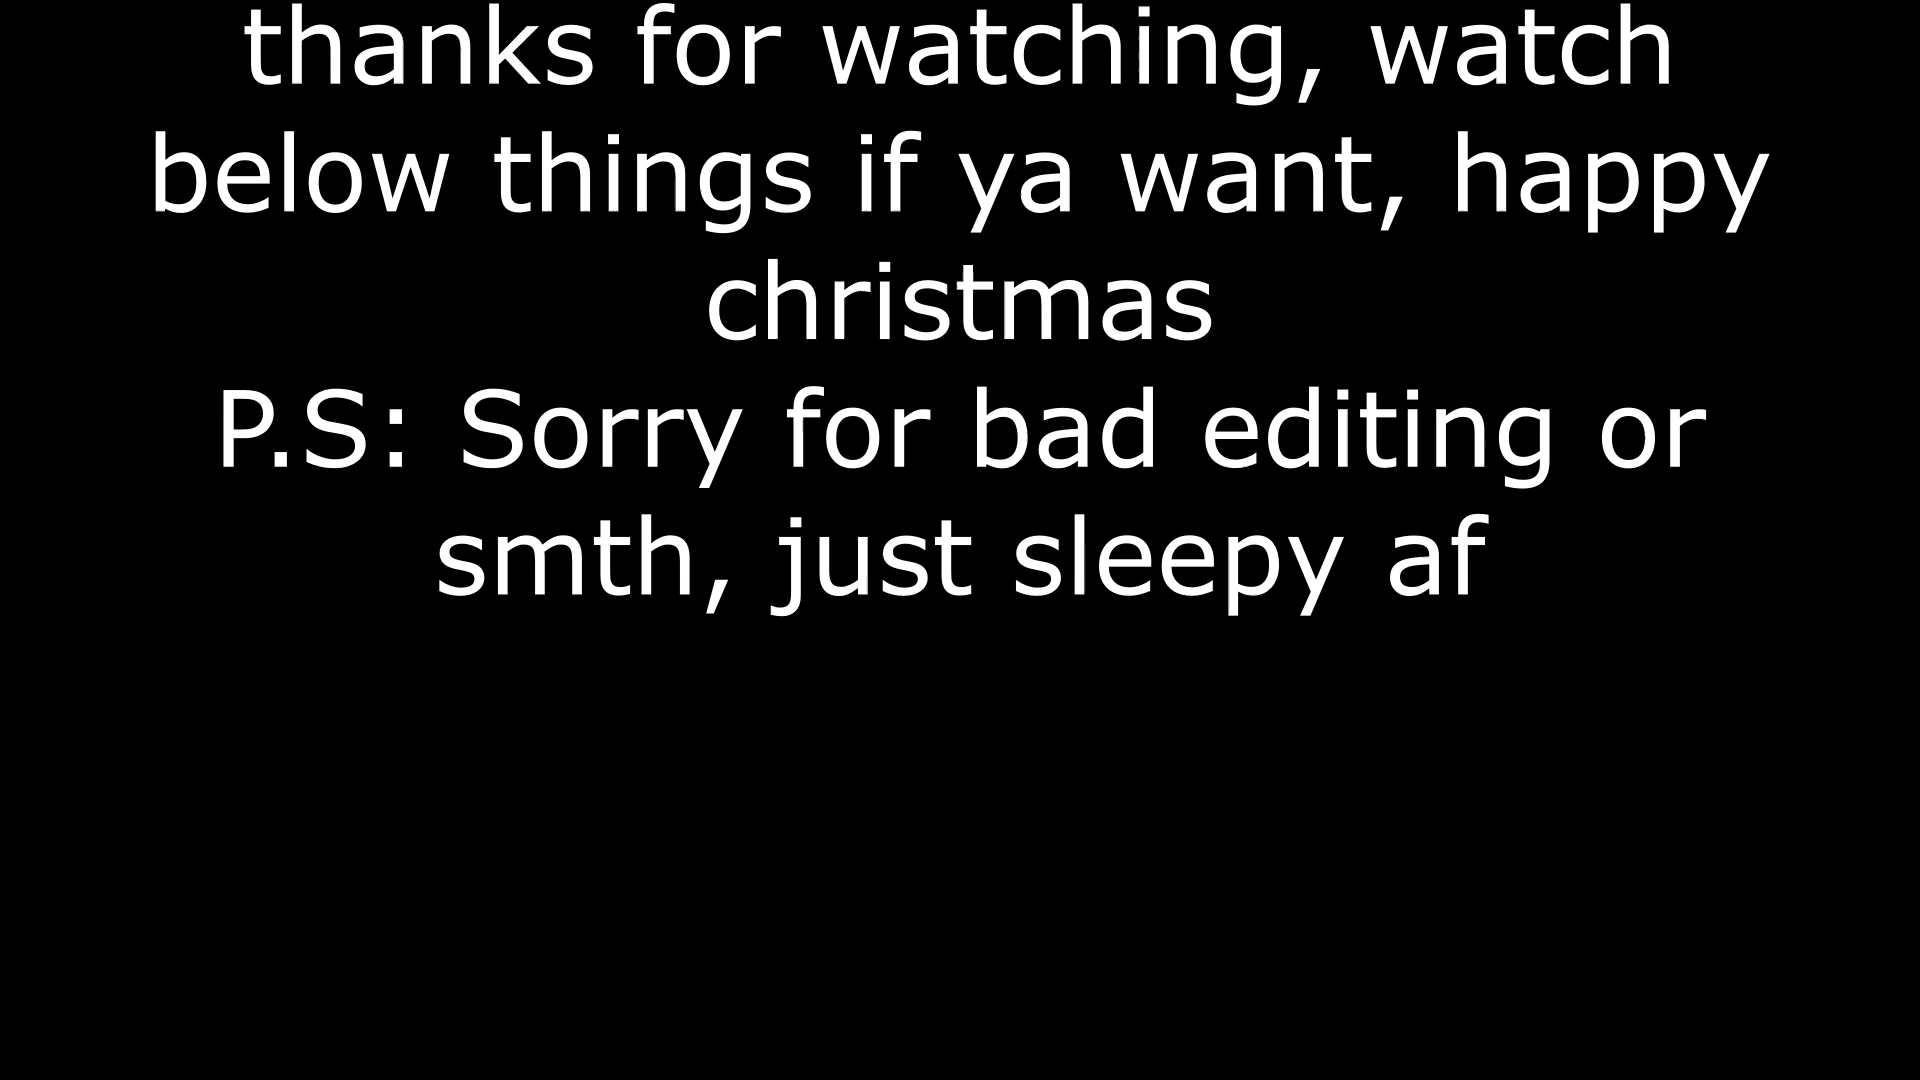 thanks for watching, watch
below things if ya want, happy
christmas
P.S: Sorry for bad editing or
smth, just sleepy af